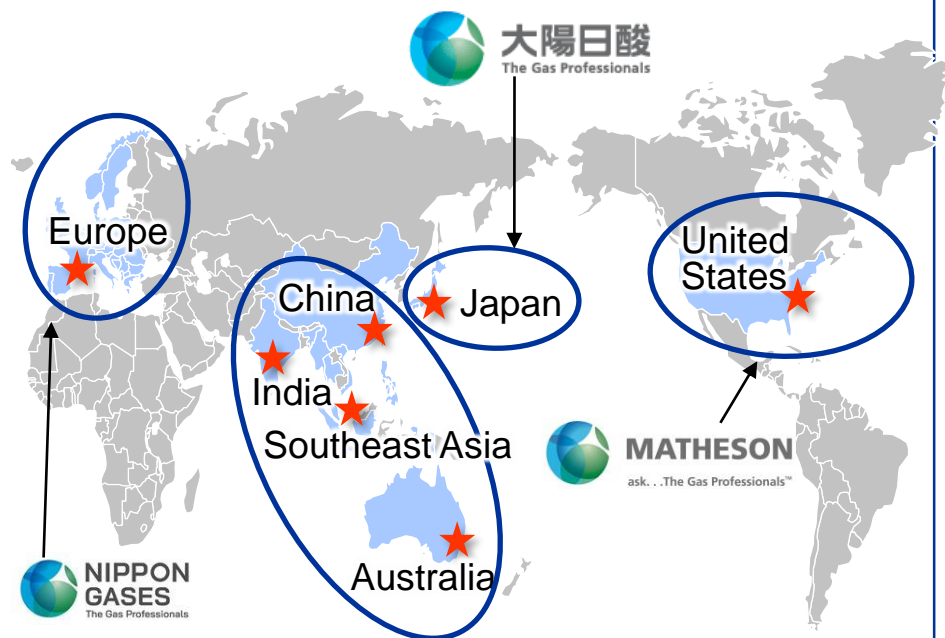 大陽日酸
The Gas Professionals
Europe
United
States
China
Japan
India
Southeast Asia
MATHESON
ask. . .The Gas Professionals™
Australia
NIPPON
GASES
The Gas Professionals